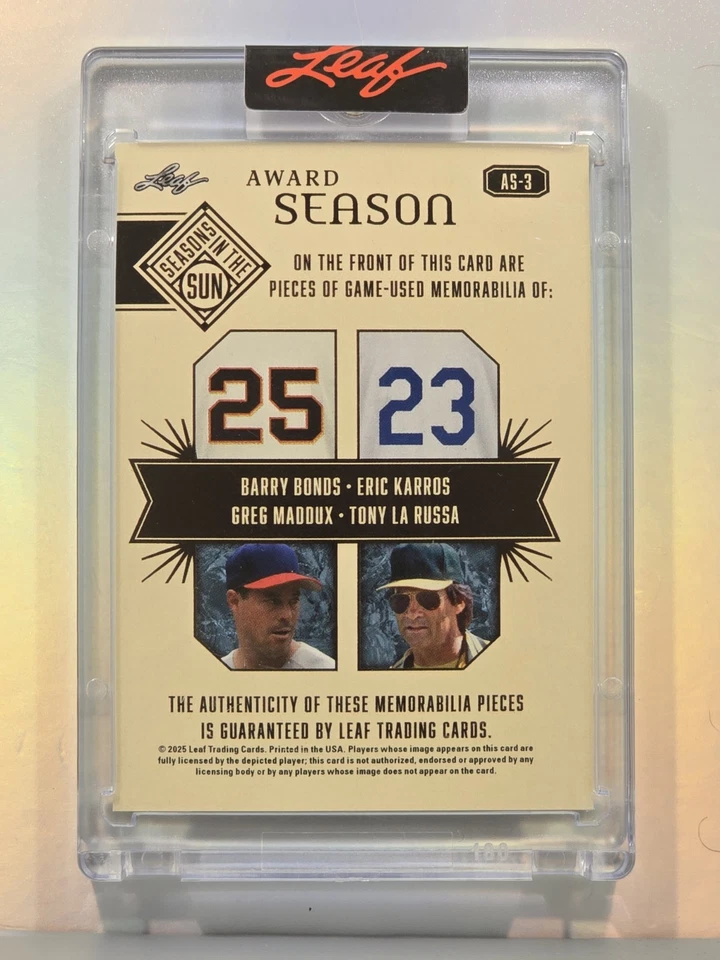 Leaf
Leaf
AWARD
SEASON
AS-3
SEASONS IN THE
SUN
ON THE FRONT OF THIS CARD ARE
PIECES OF GAME-USED MEMORABILIA OF:
25
23
BARRY BONDS • ERIC KARROS
GREG MADDUX • TONY LA RUSSA
THE AUTHENTICITY OF THESE MEMORABILIA PIECES
IS GUARANTEED BY LEAF TRADING CARDS.
© 2025 Leaf Trading Cards. Printed in the USA. Players whose image appears on this card are
fully licensed by the depicted player; this card is not authorized, endorsed or approved by any
licensing body or by any players whose image does not appear on the card.